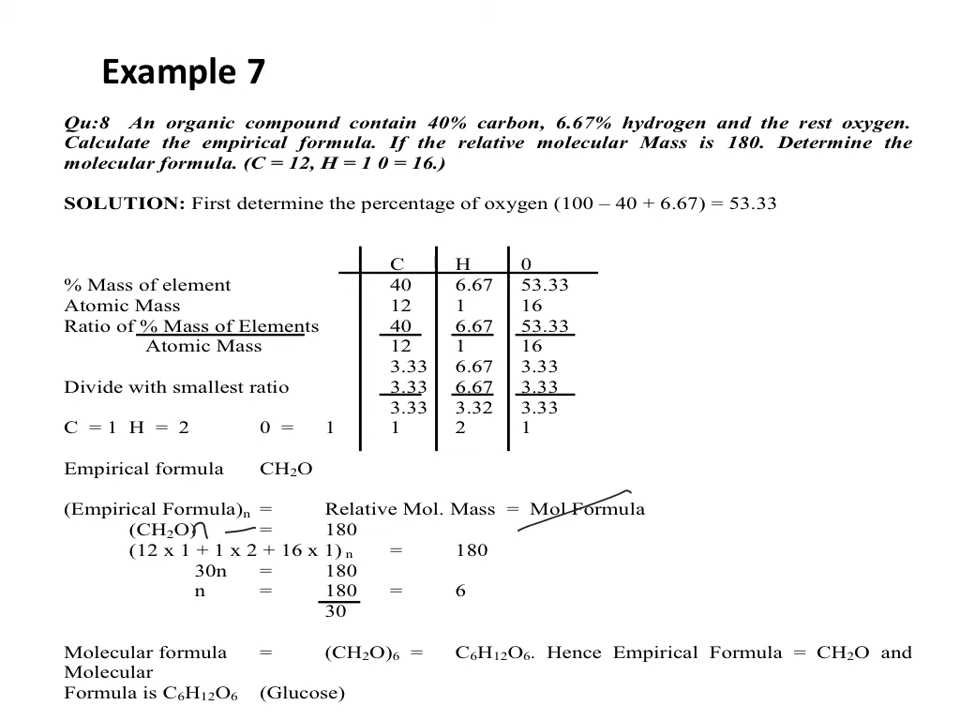 Example 7
Qu:8 An organic compound contain 40% carbon, 6.67% hydrogen and the rest oxygen.
Calculate the empirical formula. If the relative molecular Mass is 180. Determine the
molecular formula. (C = 12, H = 1 0 = 16.)
SOLUTION: First determine the percentage of oxygen (100 – 40 + 6.67) = 53.33
C H 0
% Mass of element 40 6.67 53.33
Atomic Mass 12 1 16
Ratio of % Mass of Elements 40 6.67 53.33
Atomic Mass 12 1 16
3.33 6.67 3.33
Divide with smallest ratio 3.33 6.67 3.33
3.33 3.32 3.33
C = 1 H = 2 0 = 1 1 2 1
Empirical formula CH₂O
(Empirical Formula)ₙ = Relative Mol. Mass = Mol Formula
(CH₂O)n = 180
(12 x 1 + 1 x 2 + 16 x 1) ₙ = 180
30n = 180
n = 180 = 6
30
Molecular formula = (CH₂O)₆ = C₆H₁₂O₆. Hence Empirical Formula = CH₂O and
Molecular
Formula is C₆H₁₂O₆ (Glucose)